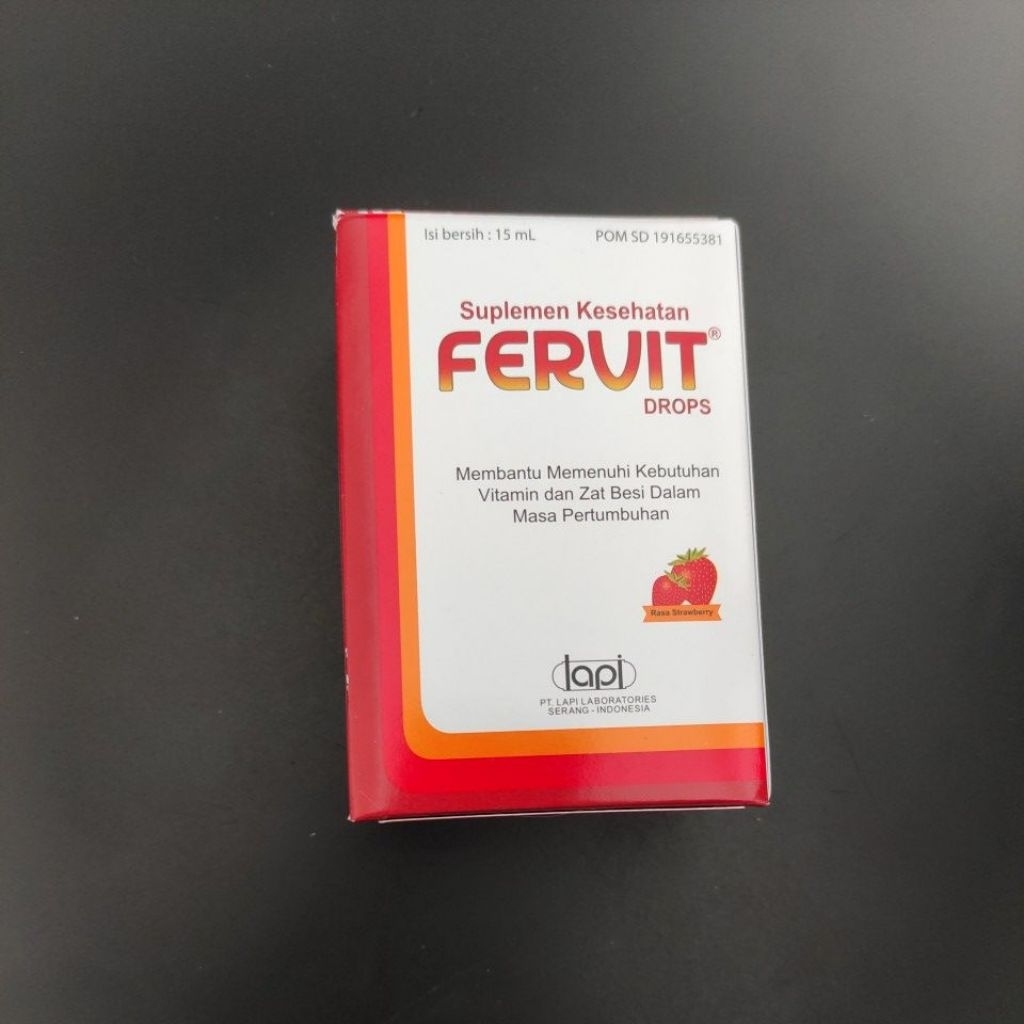 Isi bersih : 15 mL
POM SD 191655381
Suplemen Kesehatan
FERVIT®
DROPS
Membantu Memenuhi Kebutuhan
Vitamin dan Zat Besi Dalam
Masa Pertumbuhan
Rasa Strawberry
lapi
PT. LAPI LABORATORIES
SERANG - INDONESIA